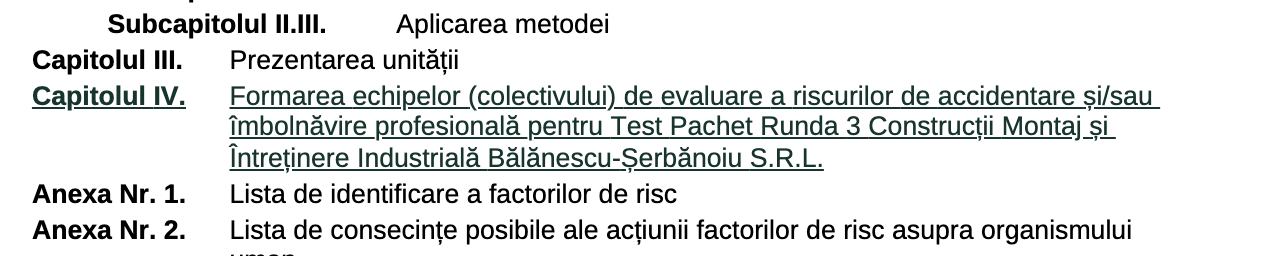 Subcapitolul II.III. Aplicarea metodei
Capitolul III. Prezentarea unității
Capitolul IV. Formarea echipelor (colectivului) de evaluare a riscurilor de accidentare și/sau
îmbolnăvire profesională pentru Test Pachet Runda 3 Construcții Montaj și
Întreținere Industrială Bălănescu-Șerbănoiu S.R.L.
Anexa Nr. 1. Lista de identificare a factorilor de risc
Anexa Nr. 2. Lista de consecințe posibile ale acțiunii factorilor de risc asupra organismului